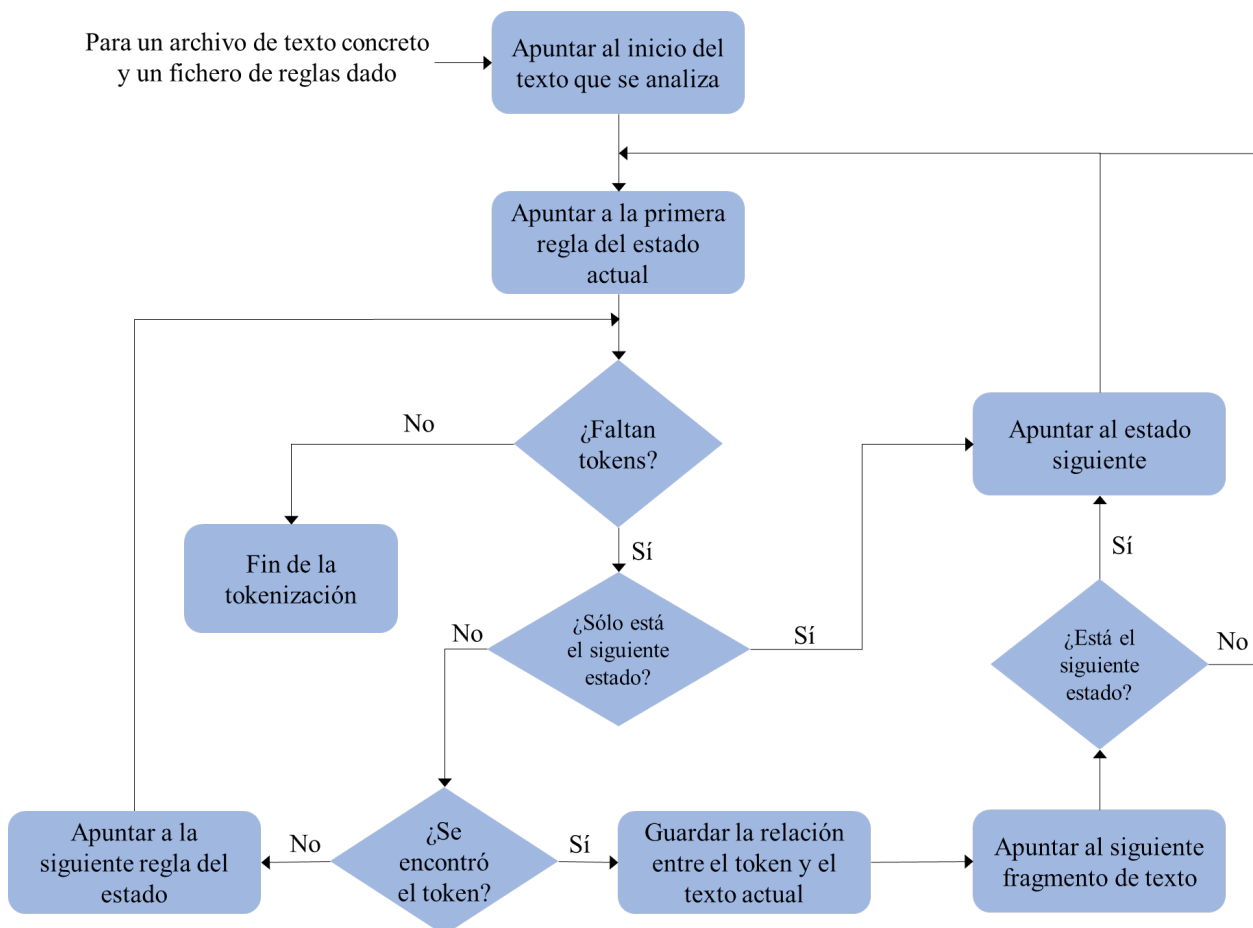 Para un archivo de texto concreto
y un fichero de reglas dado
Apuntar al inicio del
texto que se analiza
Apuntar a la primera
regla del estado
actual
No
¿Faltan
tokens?
Apuntar al estado
siguiente
Fin de la
tokenización
Sí
Sí
No
¿Sólo está
el siguiente
estado?
Sí
¿Está el
siguiente
estado?
No
Apuntar a la
siguiente regla del
estado
No
¿Se
encontró
el token?
Sí
Guardar la relación
entre el token y el
texto actual
Apuntar al siguiente
fragmento de texto